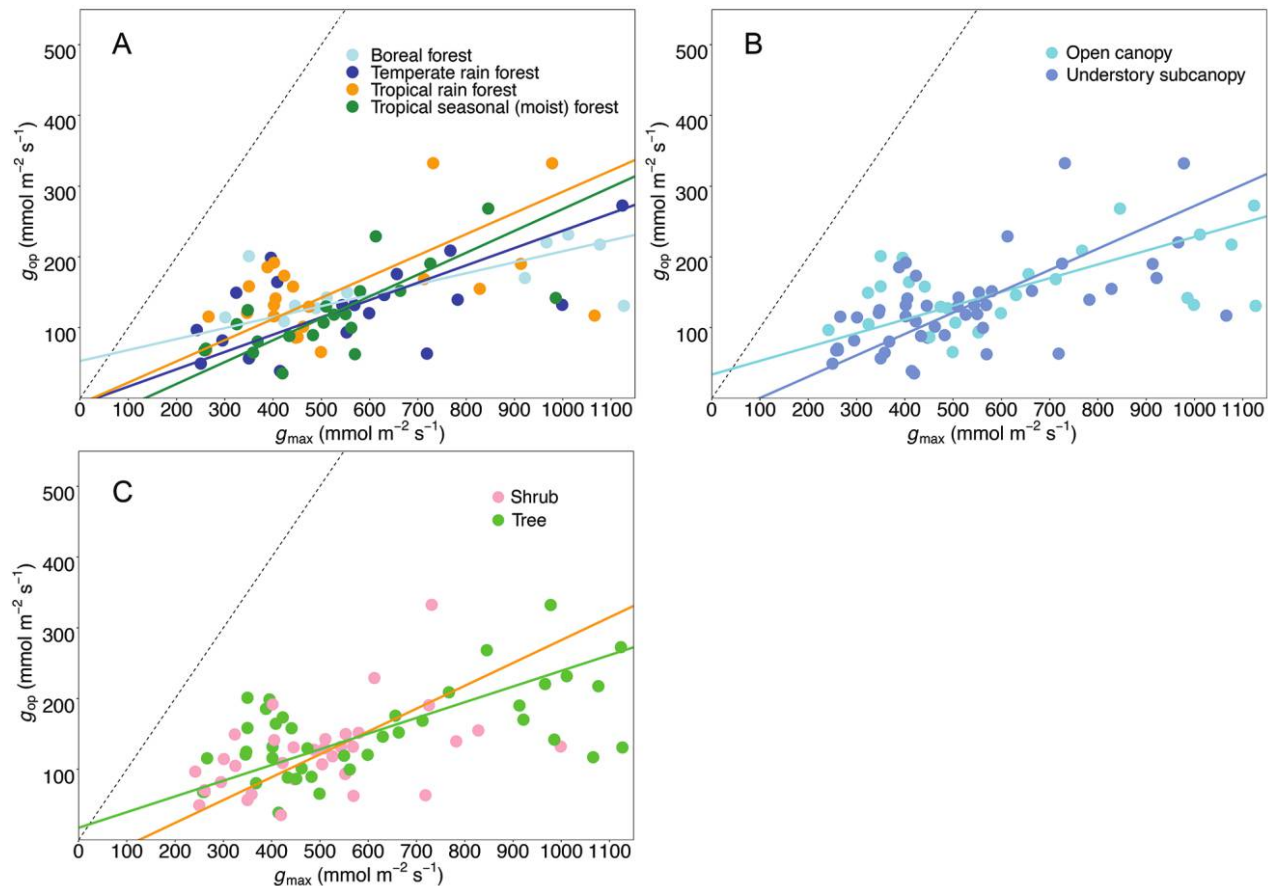 A
Boreal forest
Temperate rain forest
Tropical rain forest
Tropical seasonal (moist) forest
500
400
300
200
100
gop (mmol m−2 s−1)
0 100 200 300 400 500 600 700 800 900 1000 1100
gmax (mmol m−2 s−1)
B
Open canopy
Understory subcanopy
500
400
300
200
100
gop (mmol m−2 s−1)
0 100 200 300 400 500 600 700 800 900 1000 1100
gmax (mmol m−2 s−1)
C
Shrub
Tree
500
400
300
200
100
gop (mmol m−2 s−1)
0 100 200 300 400 500 600 700 800 900 1000 1100
gmax (mmol m−2 s−1)